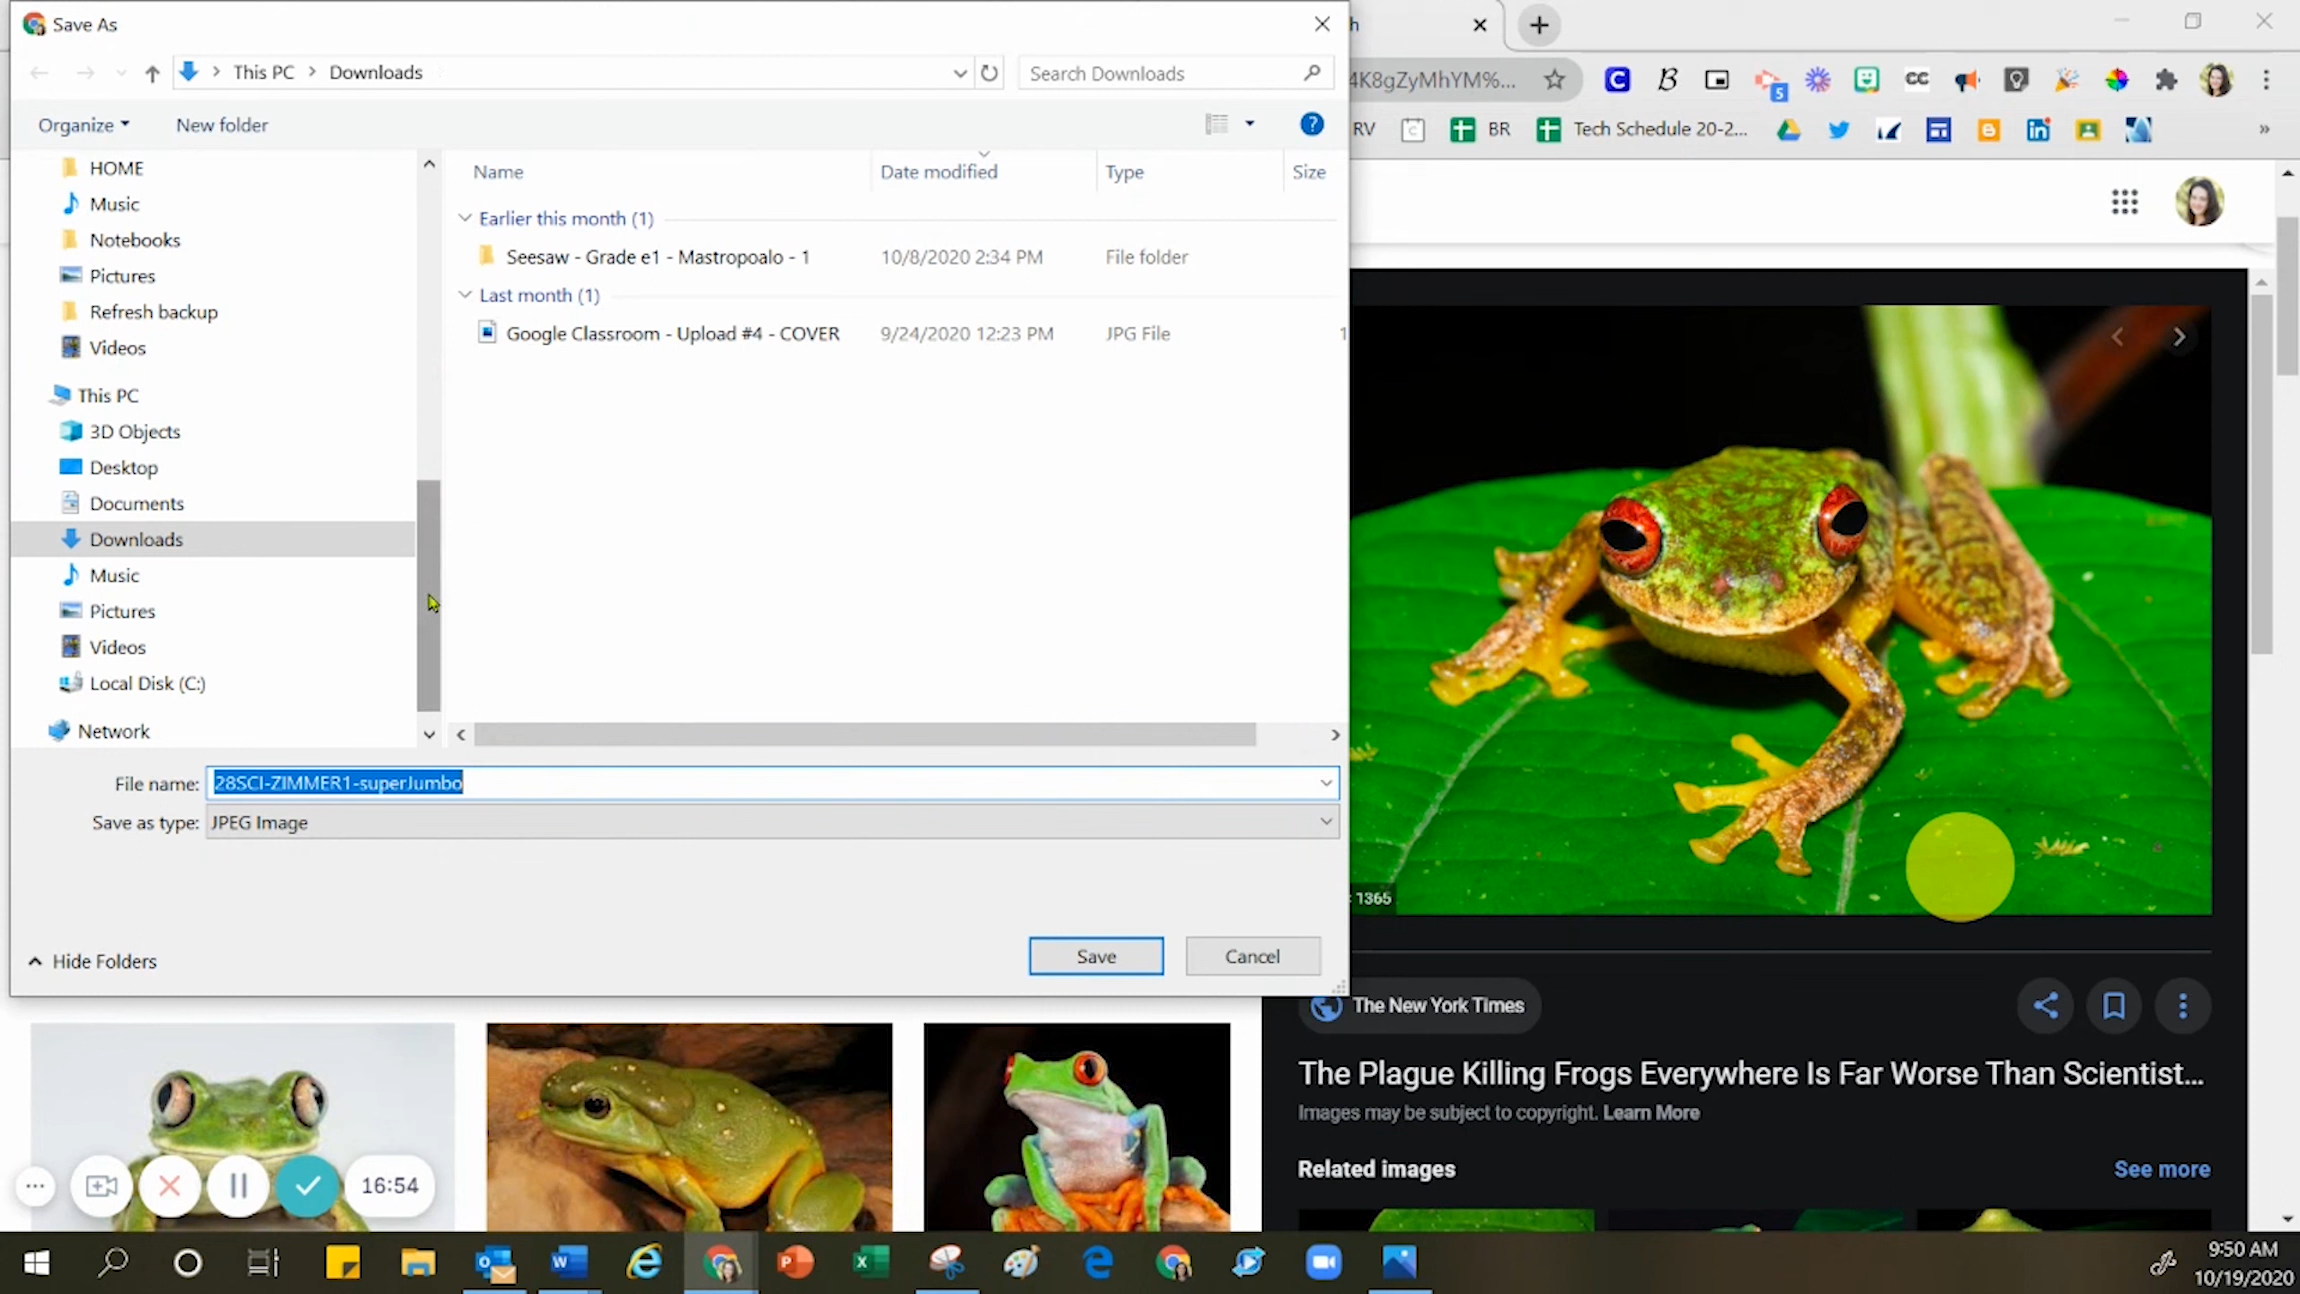 Save As
This PC > Downloads
Search Downloads
Organize
New folder
HOME
Music
Notebooks
Pictures
Refresh backup
Videos
This PC
3D Objects
Desktop
Documents
Downloads
Music
Pictures
Videos
Local Disk (C:)
Network
Name Date modified Type Size
Earlier this month (1)
Seesaw - Grade e1 - Mastropoalo - 1 10/8/2020 2:34 PM File folder
Last month (1)
Google Classroom - Upload #4 - COVER 9/24/2020 12:23 PM JPG File 1
File name: 28SCI-ZIMMER1-superJumbo
Save as type: JPEG Image
Hide Folders
Save
Cancel
h
4K8gZyMhYM%...
5
CC
RV
BR
Tech Schedule 20-2...
1365
The New York Times
The Plague Killing Frogs Everywhere Is Far Worse Than Scientist...
Images may be subject to copyright. Learn More
Related images
See more
16:54
9:50 AM
10/19/2020